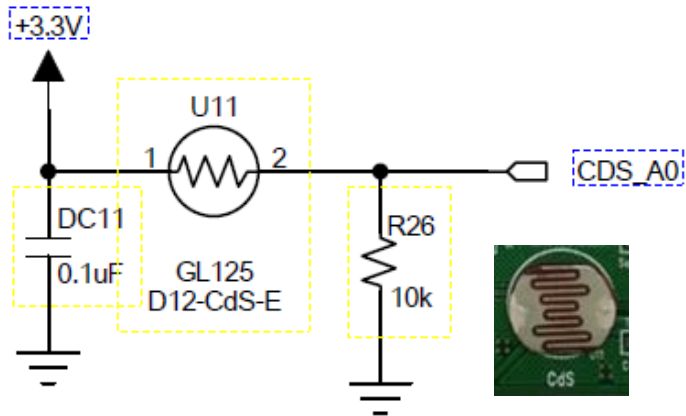 +3.3V
U11
1
2
CDS_A0
DC11
0.1uF
GL125
D12-CdS-E
R26
10k
CdS